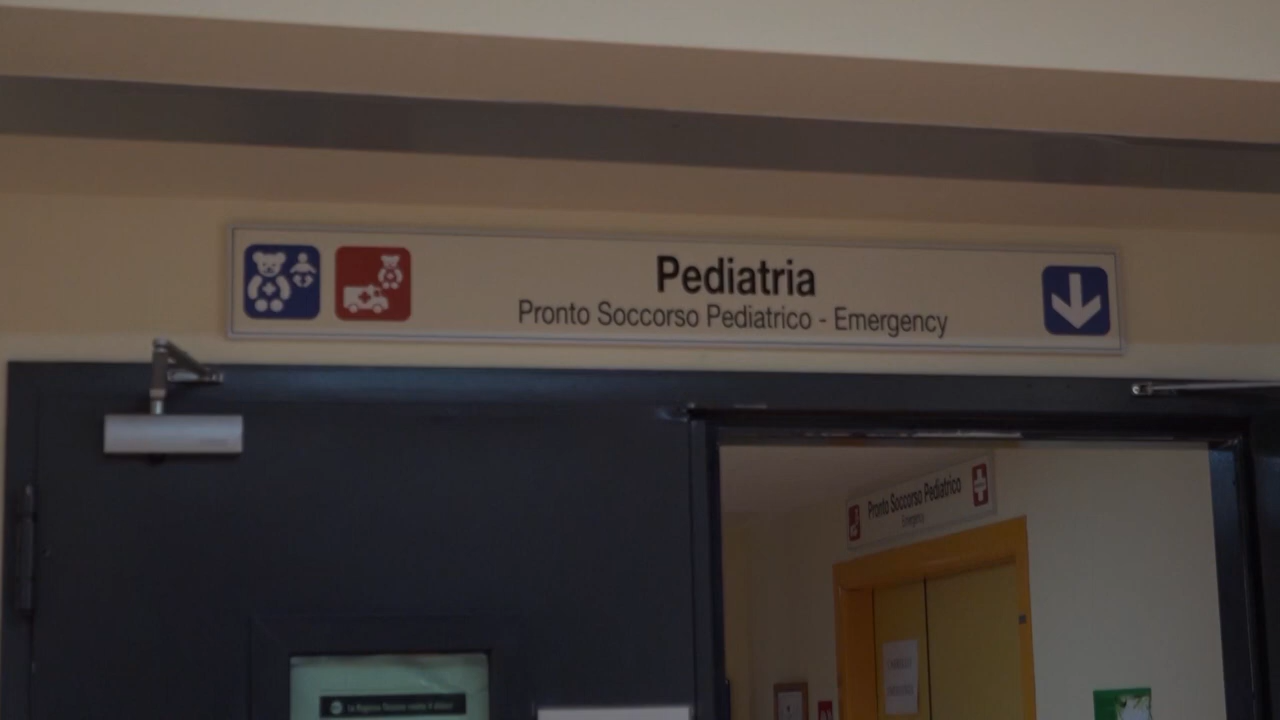 Pediatria
Pronto Soccorso Pediatrico - Emergency
Pronto Soccorso Pediatrico
Emergency